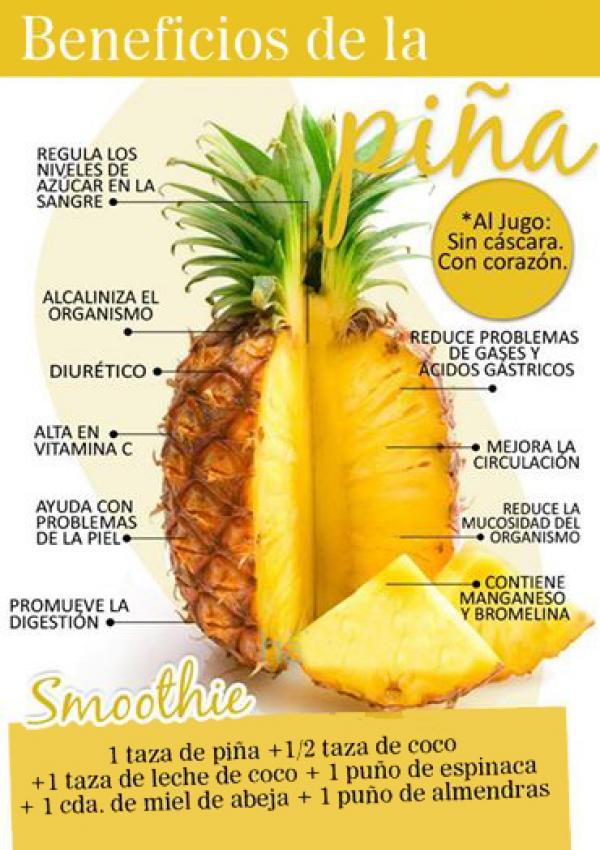 Beneficios de la
piña
*Al Jugo:
Sin cáscara.
Con corazón.
REGULA LOS
NIVELES DE
AZÚCAR EN LA
SANGRE
ALCALINIZA EL
ORGANISMO
DIURÉTICO
ALTA EN
VITAMINA C
AYUDA CON
PROBLEMAS
DE LA PIEL
PROMUEVE LA
DIGESTIÓN
REDUCE PROBLEMAS
DE GASES Y
ÁCIDOS GÁSTRICOS
MEJORA LA
CIRCULACIÓN
REDUCE LA
MUCOSIDAD DEL
ORGANISMO
CONTIENE
MANGANESO
Y BROMELINA
Smoothie
1 taza de piña +1/2 taza de coco
+1 taza de leche de coco + 1 puño de espinaca
+ 1 cda. de miel de abeja + 1 puño de almendras